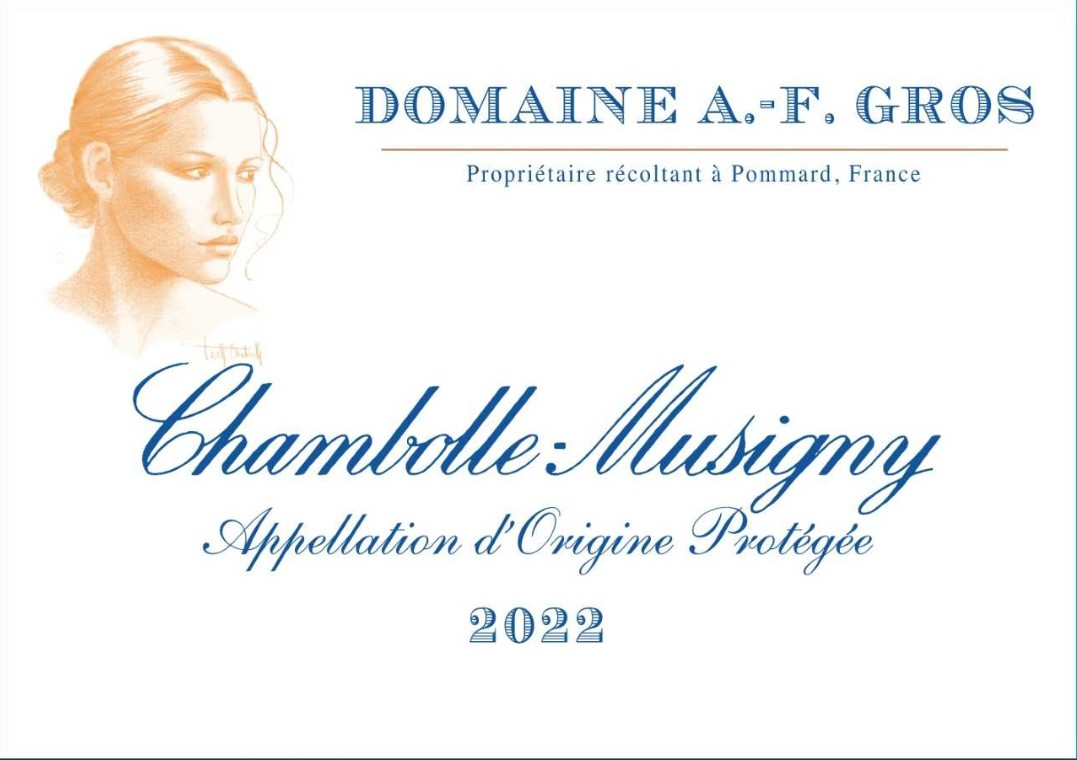 DOMAINE A.-F. GROS
Propriétaire récoltant à Pommard, France
Chambolle-Musigny
Appellation d'Origine Protégée
2022